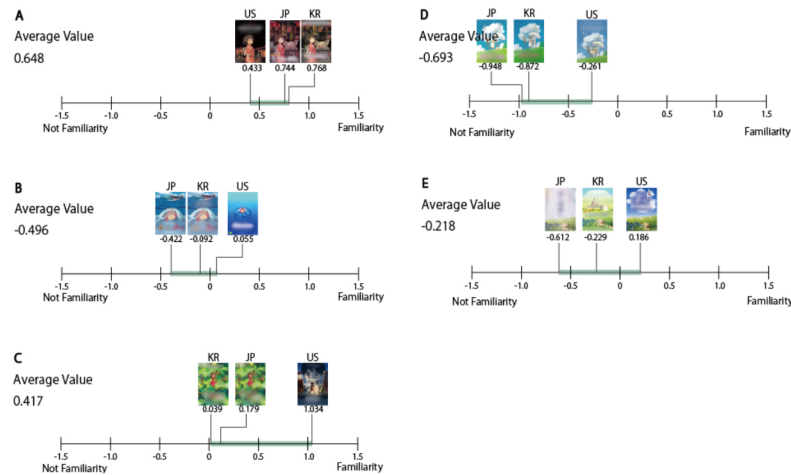 A
US JP KR
Average Value
0.648
0.433 0.744 0.768
-1.5 -1.0 -0.5 0 0.5 1.0 1.5
Not Familiarity Familiarity
B
JP KR US
Average Value
-0.496
-0.422 -0.092 0.055
-1.5 -1.0 -0.5 0 0.5 1.0 1.5
Not Familiarity Familiarity
C
KR JP US
Average Value
0.417
0.039 0.179 1.034
-1.5 -1.0 -0.5 0 0.5 1.0 1.5
Not Familiarity Familiarity
D
JP KR US
Average Value
-0.693
-0.948 -0.872 -0.261
-1.5 -1.0 -0.5 0 0.5 1.0 1.5
Not Familiarity Familiarity
E
JP KR US
Average Value
-0.218
-0.612 -0.229 0.186
-1.5 -1.0 -0.5 0 0.5 1.0 1.5
Not Familiarity Familiarity